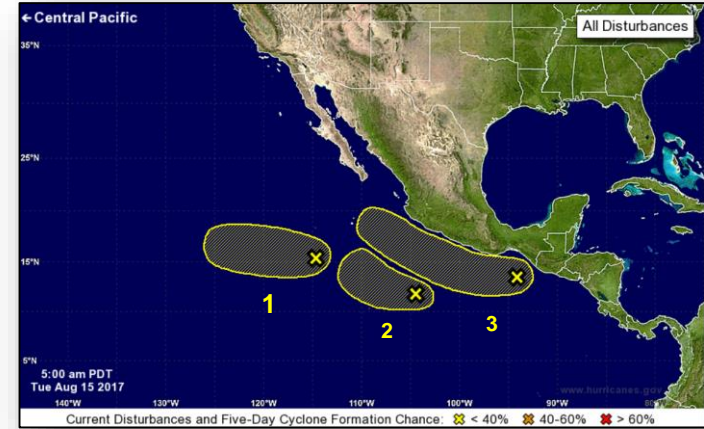 ← Central Pacific
All Disturbances
35°N
25°N
15°N
1
2
3
5°N
5:00 am PDT
Tue Aug 15 2017
www.hurricanes.gov
140°W 130°W 120°W 110°W 100°W 90°W 80°W
Current Disturbances and Five-Day Cyclone Formation Chance: < 40% 40-60% > 60%